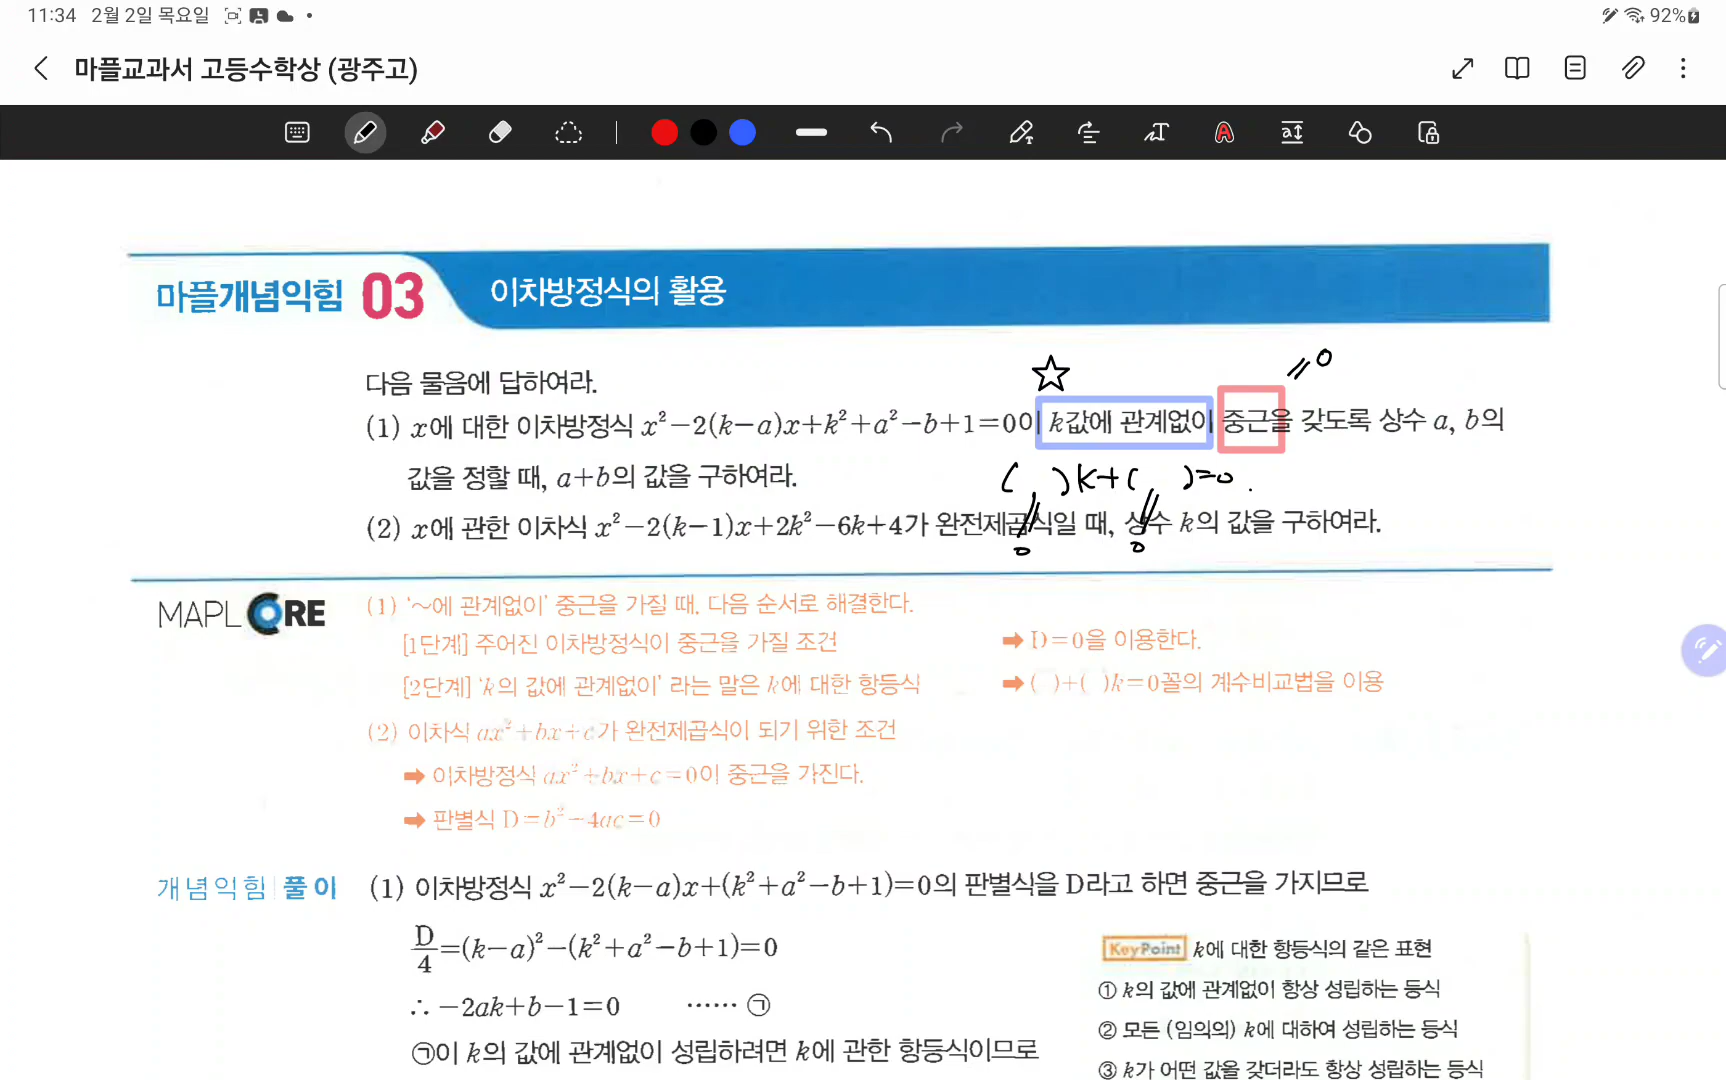 11:34 2월 2일 목요일
92%
마플교과서 고등수학상 (광주고)
마플개념익힘 03 이차방정식의 활용
다음 물음에 답하여라.
(1) x에 대한 이차방정식 x²−2(k−a)x+k²+a²−b+1=0이 k값에 관계없이 중근을 갖도록 상수 a, b의
값을 정할 때, a+b의 값을 구하여라.
( )k+( )=0.
(2) x에 관한 이차식 x²−2(k−1)x+2k²−6k+4가 완전제곱식일 때, 상수 k의 값을 구하여라.
0 0
MAPL CORE
(1) '~에 관계없이' 중근을 가질 때, 다음 순서로 해결한다.
[1단계] 주어진 이차방정식이 중근을 가질 조건 ➡ D=0을 이용한다.
[2단계] 'k의 값에 관계없이' 라는 말은 k에 대한 항등식 ➡ ( )+( )k=0꼴의 계수비교법을 이용
(2) 이차식 ax²+bx+c가 완전제곱식이 되기 위한 조건
➡ 이차방정식 ax²+bx+c=0이 중근을 가진다.
➡ 판별식 D=b²−4ac=0
개념익힘 풀이 (1) 이차방정식 x²−2(k−a)x+(k²+a²−b+1)=0의 판별식을 D라고 하면 중근을 가지므로
D/4=(k−a)²−(k²+a²−b+1)=0
∴ −2ak+b−1=0 …… ㉠
㉠이 k의 값에 관계없이 성립하려면 k에 관한 항등식이므로
KeyPoint k에 대한 항등식의 같은 표현
① k의 값에 관계없이 항상 성립하는 등식
② 모든 (임의의) k에 대하여 성립하는 등식
③ k가 어떤 값을 갖더라도 항상 성립하는 등식